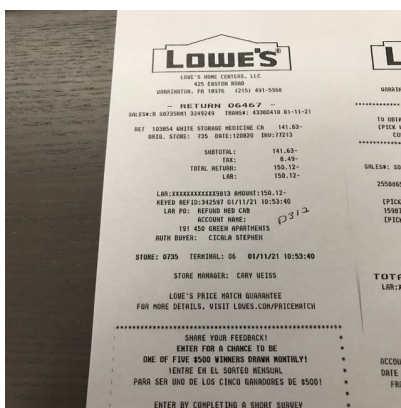 LOWE'S
LOWE'S HOME CENTERS, LLC
425 EASTON ROAD
WARRINGTON, PA 18976 (215) 491-5968
- RETURN 06467 -
SALES#:R S0735RH1 3249249 TRANS#: 43300410 01-11-21
RET 103854 WHITE STORAGE MEDICINE CA 141.63-
ORIG. STORE: 735 DATE:120820 INV:77213
SUBTOTAL: 141.63-
TAX: 8.49-
TOTAL RETURN: 150.12-
LAR: 150.12-
LAR:XXXXXXXXXXXX9813 AMOUNT:150.12-
KEYED REFID:342597 01/11/21 10:53:40
LAR PO: REFUND MED CAB
ACCOUNT NAME:
191 450 GREEN APARTMENTS
AUTH BUYER: CICALA STEPHEN
D312
STORE: 0735 TERMINAL: 06 01/11/21 10:53:40
STORE MANAGER: CARY WEISS
LOWE'S PRICE MATCH GUARANTEE
FOR MORE DETAILS, VISIT LOWES.COM/PRICEMATCH
SHARE YOUR FEEDBACK!
ENTER FOR A CHANCE TO BE
ONE OF FIVE $500 WINNERS DRAWN MONTHLY!
¡ENTRE EN EL SORTEO MENSUAL
PARA SER UNO DE LOS CINCO GANADORES DE $500!
ENTER BY COMPLETING A SHORT SURVEY
L
WARRIN
SALES#: SO
TOTA
LAR:X
ACCOU
DATE